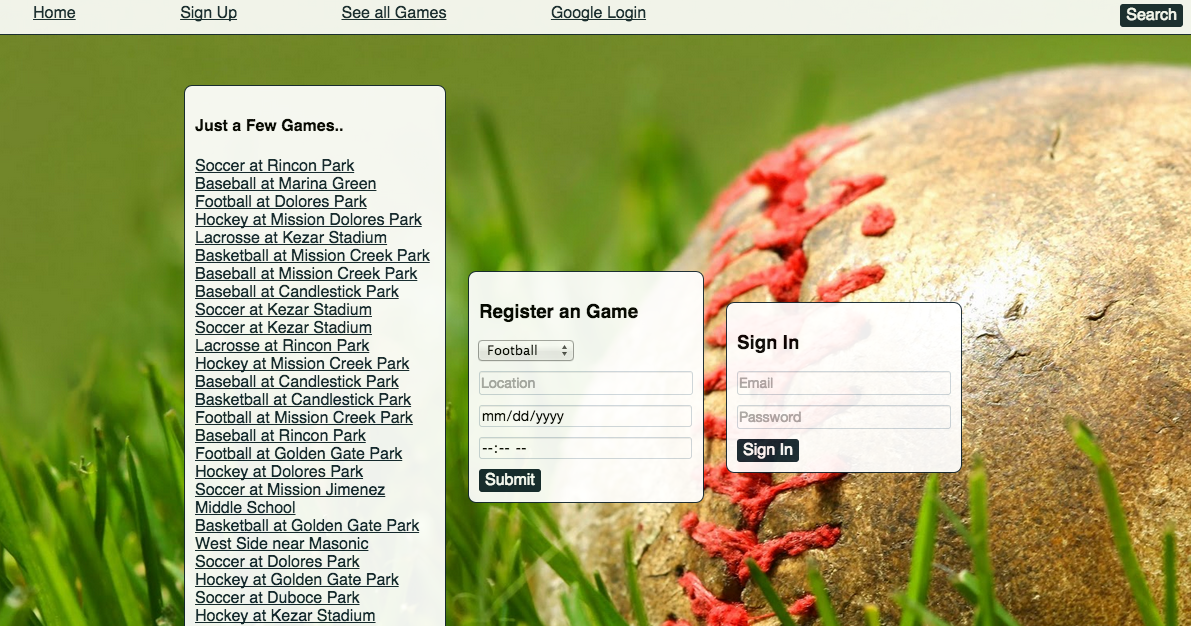 Home Sign Up See all Games Google Login Search
Just a Few Games..
Soccer at Rincon Park
Baseball at Marina Green
Football at Dolores Park
Hockey at Mission Dolores Park
Lacrosse at Kezar Stadium
Basketball at Mission Creek Park
Baseball at Mission Creek Park
Baseball at Candlestick Park
Soccer at Kezar Stadium
Soccer at Kezar Stadium
Lacrosse at Rincon Park
Hockey at Mission Creek Park
Baseball at Candlestick Park
Basketball at Candlestick Park
Football at Mission Creek Park
Baseball at Rincon Park
Football at Golden Gate Park
Hockey at Dolores Park
Soccer at Mission Jimenez
Middle School
Basketball at Golden Gate Park
West Side near Masonic
Soccer at Dolores Park
Hockey at Golden Gate Park
Soccer at Duboce Park
Hockey at Kezar Stadium
Register an Game
Football
Location
mm/dd/yyyy
--:-- --
Submit
Sign In
Email
Password
Sign In